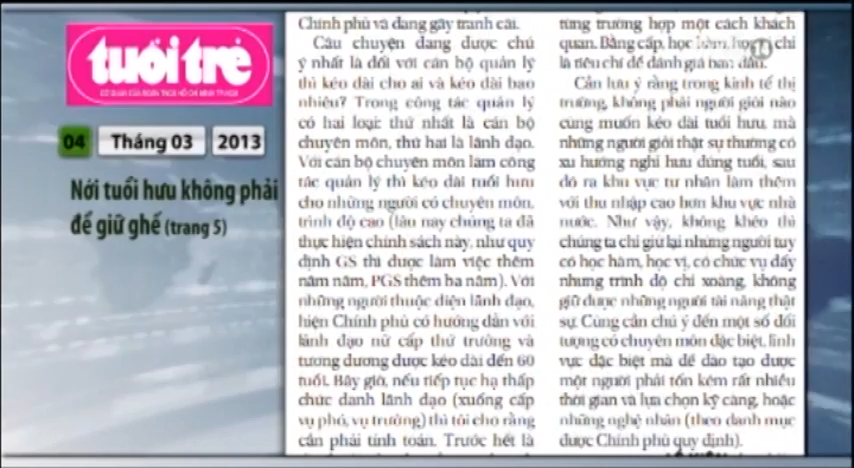 tuổi trẻ
CƠ QUAN CỦA ĐOÀN TNCS HỒ CHÍ MINH TP.HCM
04 Tháng 03 2013
Nới tuổi hưu không phải
để giữ ghế (trang 5)
Chính phủ và đang gây tranh cãi.
Câu chuyện đang được chú
ý nhất là đối với cán bộ quản lý
thì kéo dài cho ai và kéo dài bao
nhiêu? Trong công tác quản lý
có hai loại: thứ nhất là cán bộ
chuyên môn, thứ hai là lãnh đạo.
Với cán bộ chuyên môn làm công
tác quản lý thì kéo dài tuổi hưu
cho những người có chuyên môn,
trình độ cao (lâu nay chúng ta đã
thực hiện chính sách này, như quy
định GS thì được làm việc thêm
năm năm, PGS thêm ba năm). Với
những người thuộc diện lãnh đạo,
hiện Chính phủ có hướng dẫn với
lãnh đạo nữ cấp thứ trưởng và
tương đương được kéo dài đến 60
tuổi. Bây giờ, nếu tiếp tục hạ thấp
chức danh lãnh đạo (xuống cấp
vụ phó, vụ trưởng) thì tôi cho rằng
cần phải tính toán. Trước hết là
từng trường hợp một cách khách
quan. Bằng cấp, học hàm, học vị chỉ
là tiêu chí để đánh giá ban đầu.
Cần lưu ý rằng trong kinh tế thị
trường, không phải người giỏi nào
cũng muốn kéo dài tuổi hưu, mà
những người giỏi thật sự thường có
xu hướng nghỉ hưu đúng tuổi, sau
đó ra khu vực tư nhân làm thêm
với thu nhập cao hơn khu vực nhà
nước. Như vậy, không khéo thì
chúng ta chỉ giữ lại những người tuy
có học hàm, học vị, có chức vụ đấy
nhưng trình độ chỉ xoàng, không
giữ được những người tài năng thật
sự. Cũng cần chú ý đến một số đối
tượng có chuyên môn đặc biệt, lĩnh
vực đặc biệt mà để đào tạo được
một người phải tốn kém rất nhiều
thời gian và lựa chọn kỹ càng, hoặc
những nghệ nhân (theo danh mục
được Chính phủ quy định).